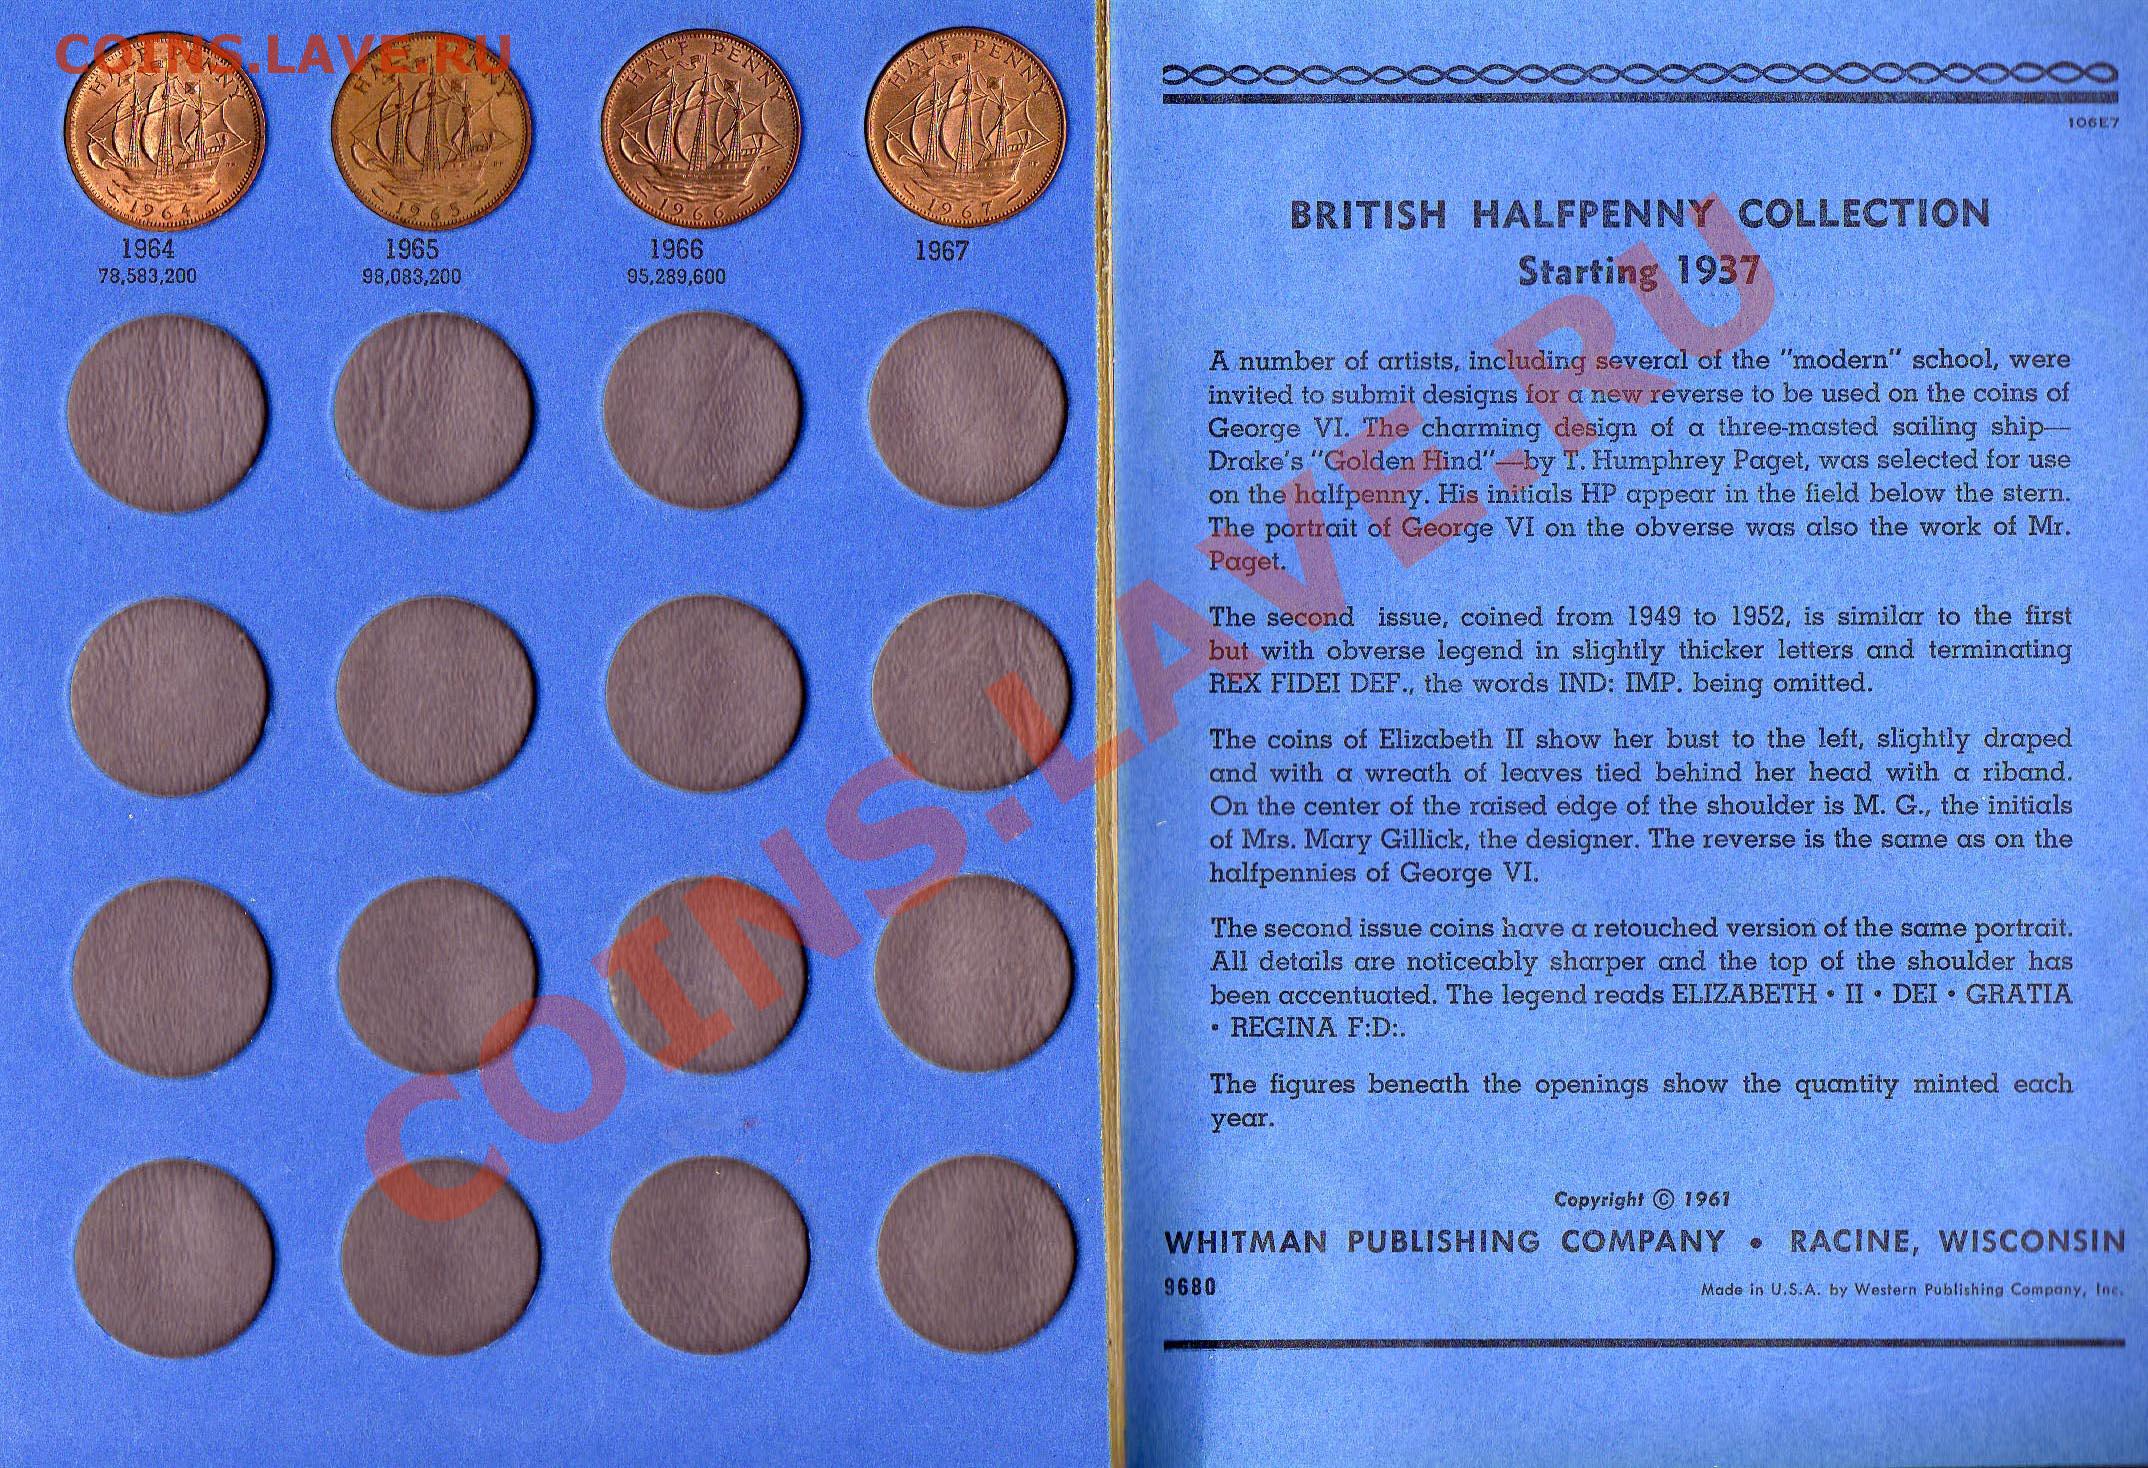 COINS.LAVE.RU
HALF PENNY
HALF PENNY
HALF PENNY
HALF PENNY
HP
HP
HP
HP
1964
1965
1966
1967
1964
1965
1966
1967
78,583,200
98,083,200
95,289,600
106E7
BRITISH HALFPENNY COLLECTION
Starting 1937
A number of artists, including several of the "modern" school, were
invited to submit designs for a new reverse to be used on the coins of
George VI. The charming design of a three-masted sailing ship—
Drake's "Golden Hind"—by T. Humphrey Paget, was selected for use
on the halfpenny. His initials HP appear in the field below the stern.
The portrait of George VI on the obverse was also the work of Mr.
Paget.
The second issue, coined from 1949 to 1952, is similar to the first
but with obverse legend in slightly thicker letters and terminating
REX FIDEI DEF., the words IND: IMP. being omitted.
The coins of Elizabeth II show her bust to the left, slightly draped
and with a wreath of leaves tied behind her head with a riband.
On the center of the raised edge of the shoulder is M. G., the initials
of Mrs. Mary Gillick, the designer. The reverse is the same as on the
halfpennies of George VI.
The second issue coins have a retouched version of the same portrait.
All details are noticeably sharper and the top of the shoulder has
been accentuated. The legend reads ELIZABETH • II • DEI • GRATIA
• REGINA F:D:.
The figures beneath the openings show the quantity minted each
year.
Copyright © 1961
WHITMAN PUBLISHING COMPANY • RACINE, WISCONSIN
9680
Made in U.S.A. by Western Publishing Company, Inc.
COINS.LAVE.RU